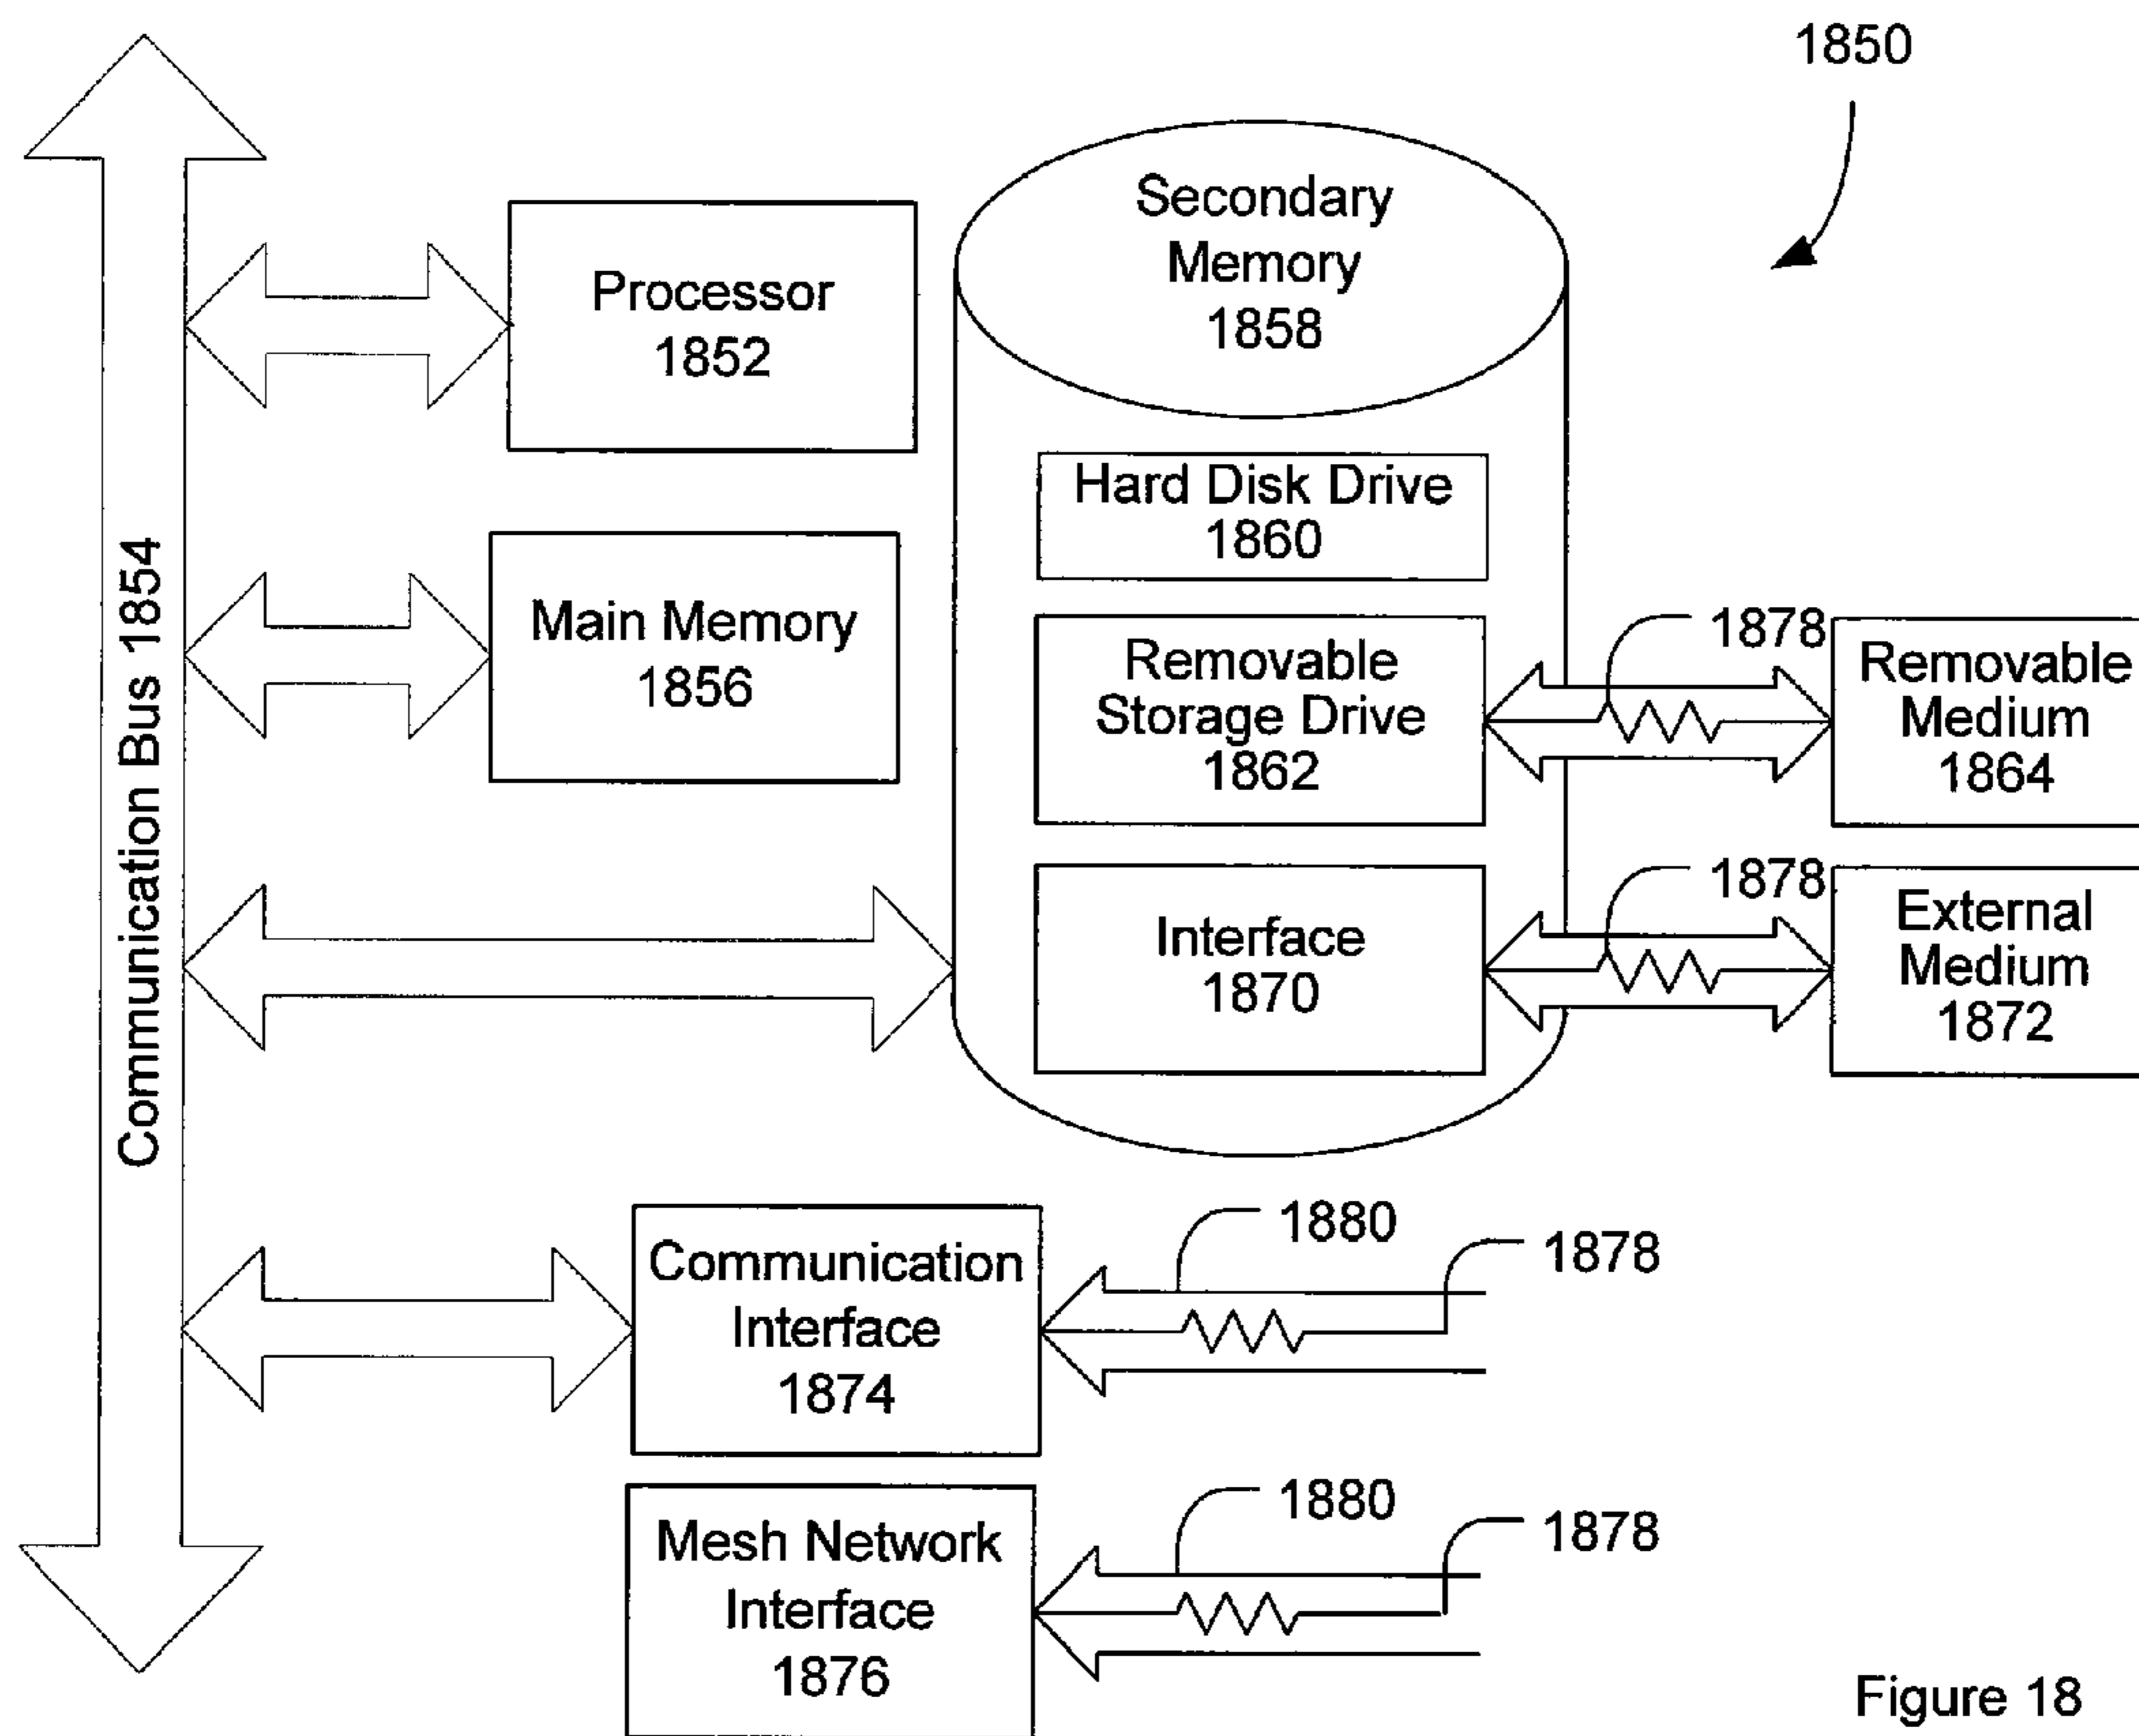 1850
Secondary
Memory
1858
Processor
1852
Hard Disk Drive
1860
Communication Bus 1854
Main Memory
1856
Removable
Storage Drive
1862
1878
Removable
Medium
1864
Interface
1870
1878
External
Medium
1872
Communication
Interface
1874
1880
1878
Mesh Network
Interface
1876
1880
1878
Figure 18